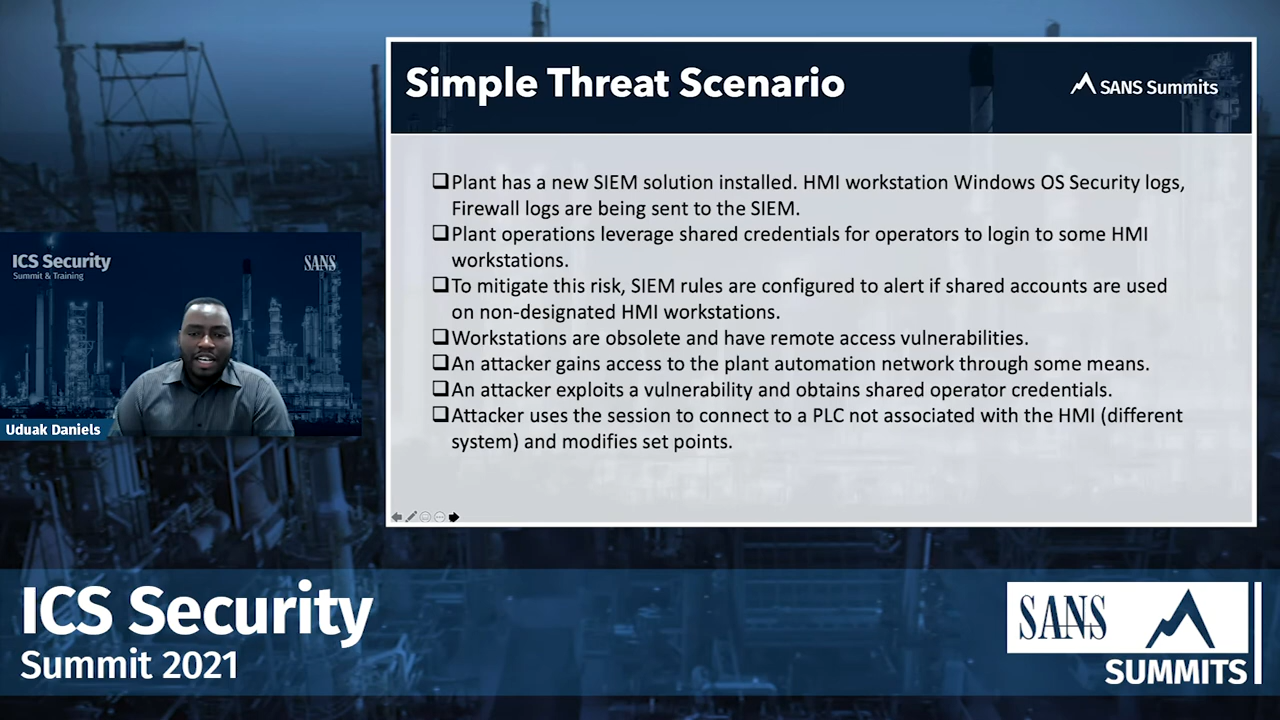 Simple Threat Scenario
SANS Summits
Plant has a new SIEM solution installed. HMI workstation Windows OS Security logs,
Firewall logs are being sent to the SIEM.
Plant operations leverage shared credentials for operators to login to some HMI
workstations.
To mitigate this risk, SIEM rules are configured to alert if shared accounts are used
on non-designated HMI workstations.
Workstations are obsolete and have remote access vulnerabilities.
An attacker gains access to the plant automation network through some means.
An attacker exploits a vulnerability and obtains shared operator credentials.
Attacker uses the session to connect to a PLC not associated with the HMI (different
system) and modifies set points.
ICS Security
Summit & Training
SANS
Uduak Daniels
ICS Security
Summit 2021
SANS
SUMMITS